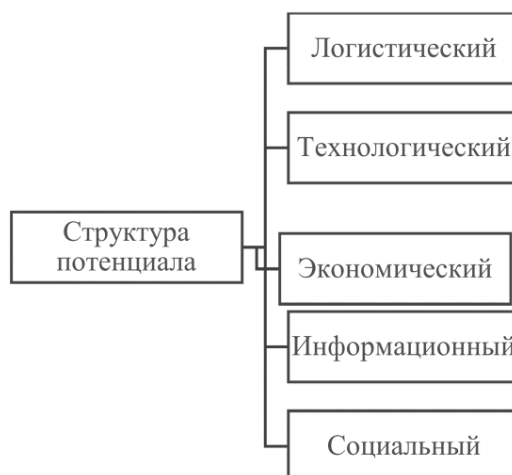 Структура
потенциала
Логистический
Технологический
Экономический
Информационный
Социальный